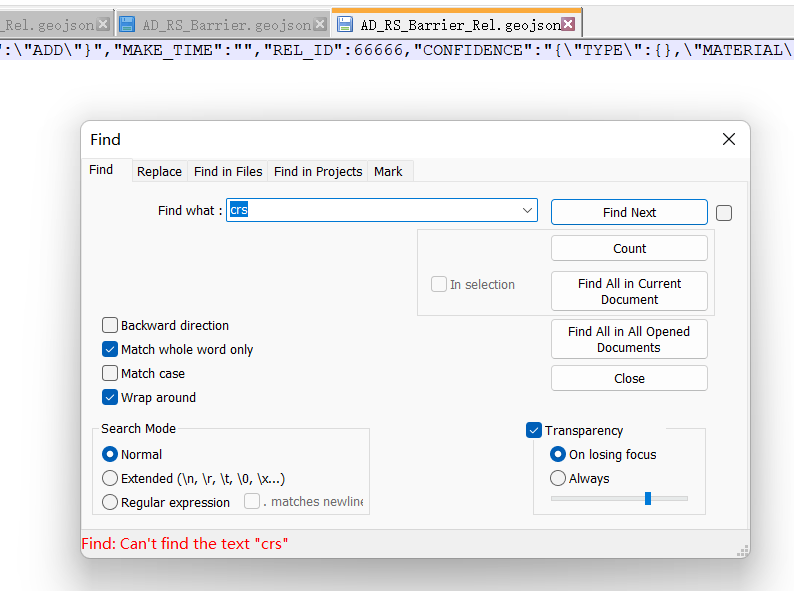 _Rel.geojson AD_RS_Barrier.geojson AD_RS_Barrier_Rel.geojson
":\"ADD\"}","MAKE_TIME":"","REL_ID":66666,"CONFIDENCE":"{\"TYPE\":{},\"MATERIAL\
Find
Find Replace Find in Files Find in Projects Mark
Find what : crs Find Next
Count
In selection Find All in Current
Document
Backward direction Find All in All Opened
Documents
Match whole word only
Match case Close
Wrap around
Search Mode Transparency
Normal On losing focus
Extended (\n, \r, \t, \0, \x...) Always
Regular expression . matches newline
Find: Can't find the text "crs"